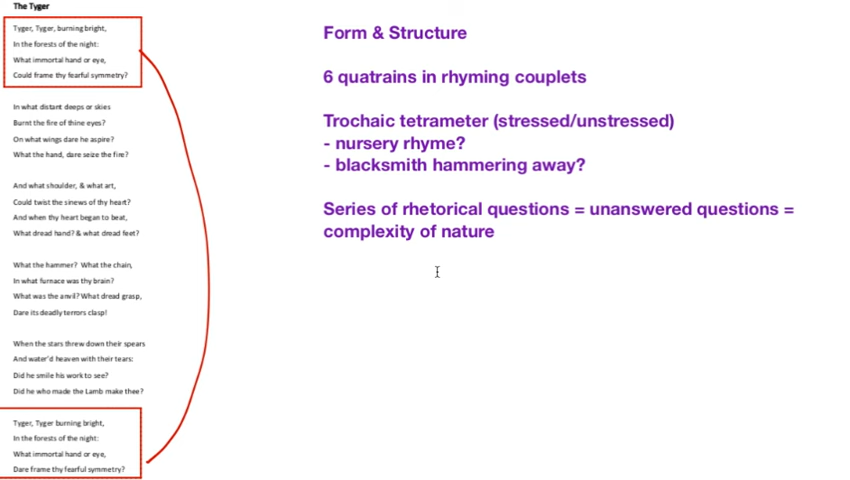 The Tyger
Tyger, Tyger, burning bright,
In the forests of the night:
What immortal hand or eye,
Could frame thy fearful symmetry?
In what distant deeps or skies
Burnt the fire of thine eyes?
On what wings dare he aspire?
What the hand, dare seize the fire?
And what shoulder, & what art,
Could twist the sinews of thy heart?
And when thy heart began to beat,
What dread hand? & what dread feet?
What the hammer? What the chain,
In what furnace was thy brain?
What was the anvil? What dread grasp,
Dare its deadly terrors clasp!
When the stars threw down their spears
And water'd heaven with their tears:
Did he smile his work to see?
Did he who made the Lamb make thee?
Tyger, Tyger burning bright,
In the forests of the night:
What immortal hand or eye,
Dare frame thy fearful symmetry?
Form & Structure
6 quatrains in rhyming couplets
Trochaic tetrameter (stressed/unstressed)
- nursery rhyme?
- blacksmith hammering away?
Series of rhetorical questions = unanswered questions =
complexity of nature